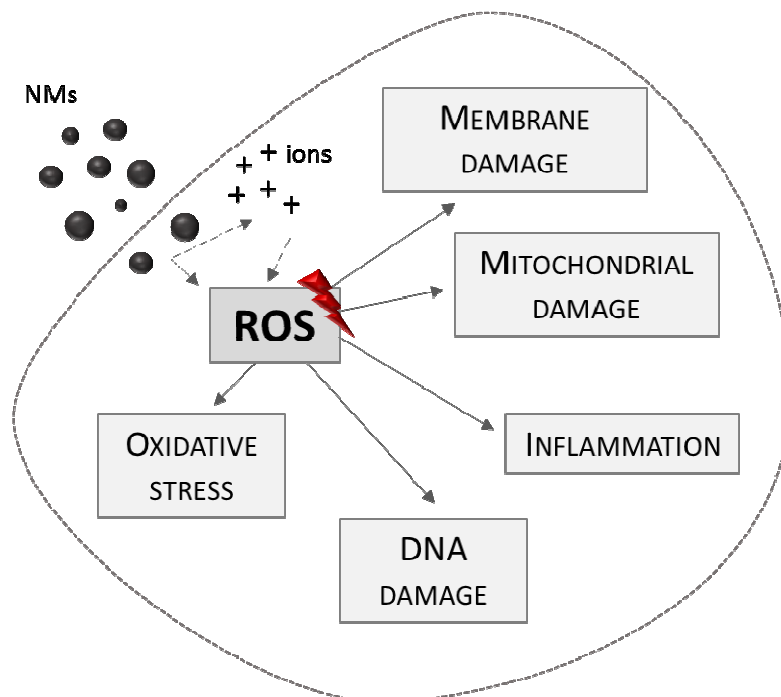 NMs
+ + ions
+ + +
MEMBRANE
DAMAGE
MITOCHONDRIAL
DAMAGE
ROS
OXIDATIVE
STRESS
INFLAMMATION
DNA
DAMAGE